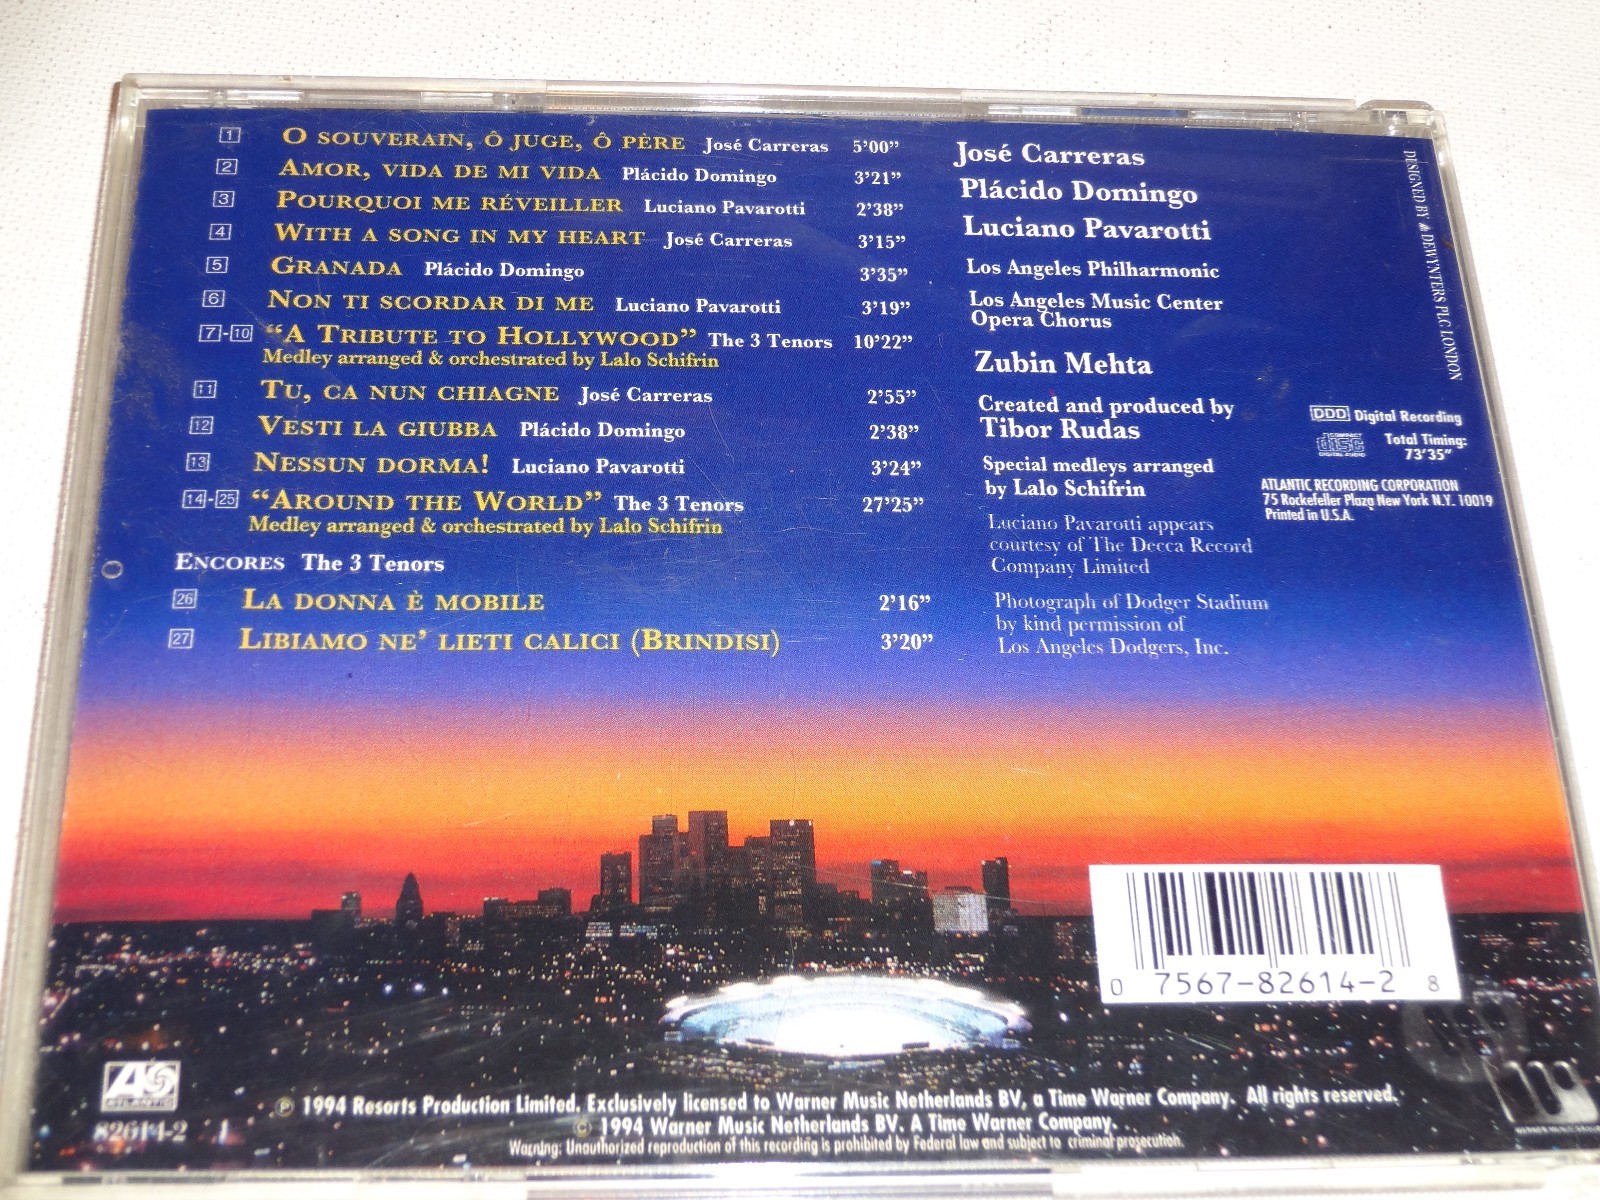 1 O SOUVERAIN, Ô JUGE, Ô PÈRE José Carreras 5’00”
2 AMOR, VIDA DE MI VIDA Plácido Domingo 3’21”
3 POURQUOI ME RÉVEILLER Luciano Pavarotti 2’38”
4 WITH A SONG IN MY HEART José Carreras 3’15”
5 GRANADA Plácido Domingo 3’35”
6 NON TI SCORDAR DI ME Luciano Pavarotti 3’19”
7-10 “A TRIBUTE TO HOLLYWOOD” The 3 Tenors 10’22”
Medley arranged & orchestrated by Lalo Schifrin
11 TU, CA NUN CHIAGNE José Carreras 2’55”
12 VESTI LA GIUBBA Plácido Domingo 2’38”
13 NESSUN DORMA! Luciano Pavarotti 3’24”
14-25 “AROUND THE WORLD” The 3 Tenors 27’25”
Medley arranged & orchestrated by Lalo Schifrin
ENCORES The 3 Tenors
26 LA DONNA È MOBILE 2’16”
27 LIBIAMO NE’ LIETI CALICI (BRINDISI) 3’20”
José Carreras
Plácido Domingo
Luciano Pavarotti
Los Angeles Philharmonic
Los Angeles Music Center
Opera Chorus
Zubin Mehta
Created and produced by
Tibor Rudas
Special medleys arranged
by Lalo Schifrin
Luciano Pavarotti appears
courtesy of The Decca Record
Company Limited
Photograph of Dodger Stadium
by kind permission of
Los Angeles Dodgers, Inc.
DESIGNED BY DEWYNTERS PLC LONDON
DDD Digital Recording
COMPACT disc DIGITAL AUDIO
Total Timing:
73’35”
ATLANTIC RECORDING CORPORATION
75 Rockefeller Plaza New York N.Y. 10019
Printed in U.S.A.
0 7567-82614-2 8
ATLANTIC
82614-2 1
℗ 1994 Resorts Production Limited. Exclusively licensed to Warner Music Netherlands BV, a Time Warner Company. All rights reserved.
© 1994 Warner Music Netherlands BV. A Time Warner Company.
Warning: Unauthorized reproduction of this recording is prohibited by Federal law and subject to criminal prosecution.